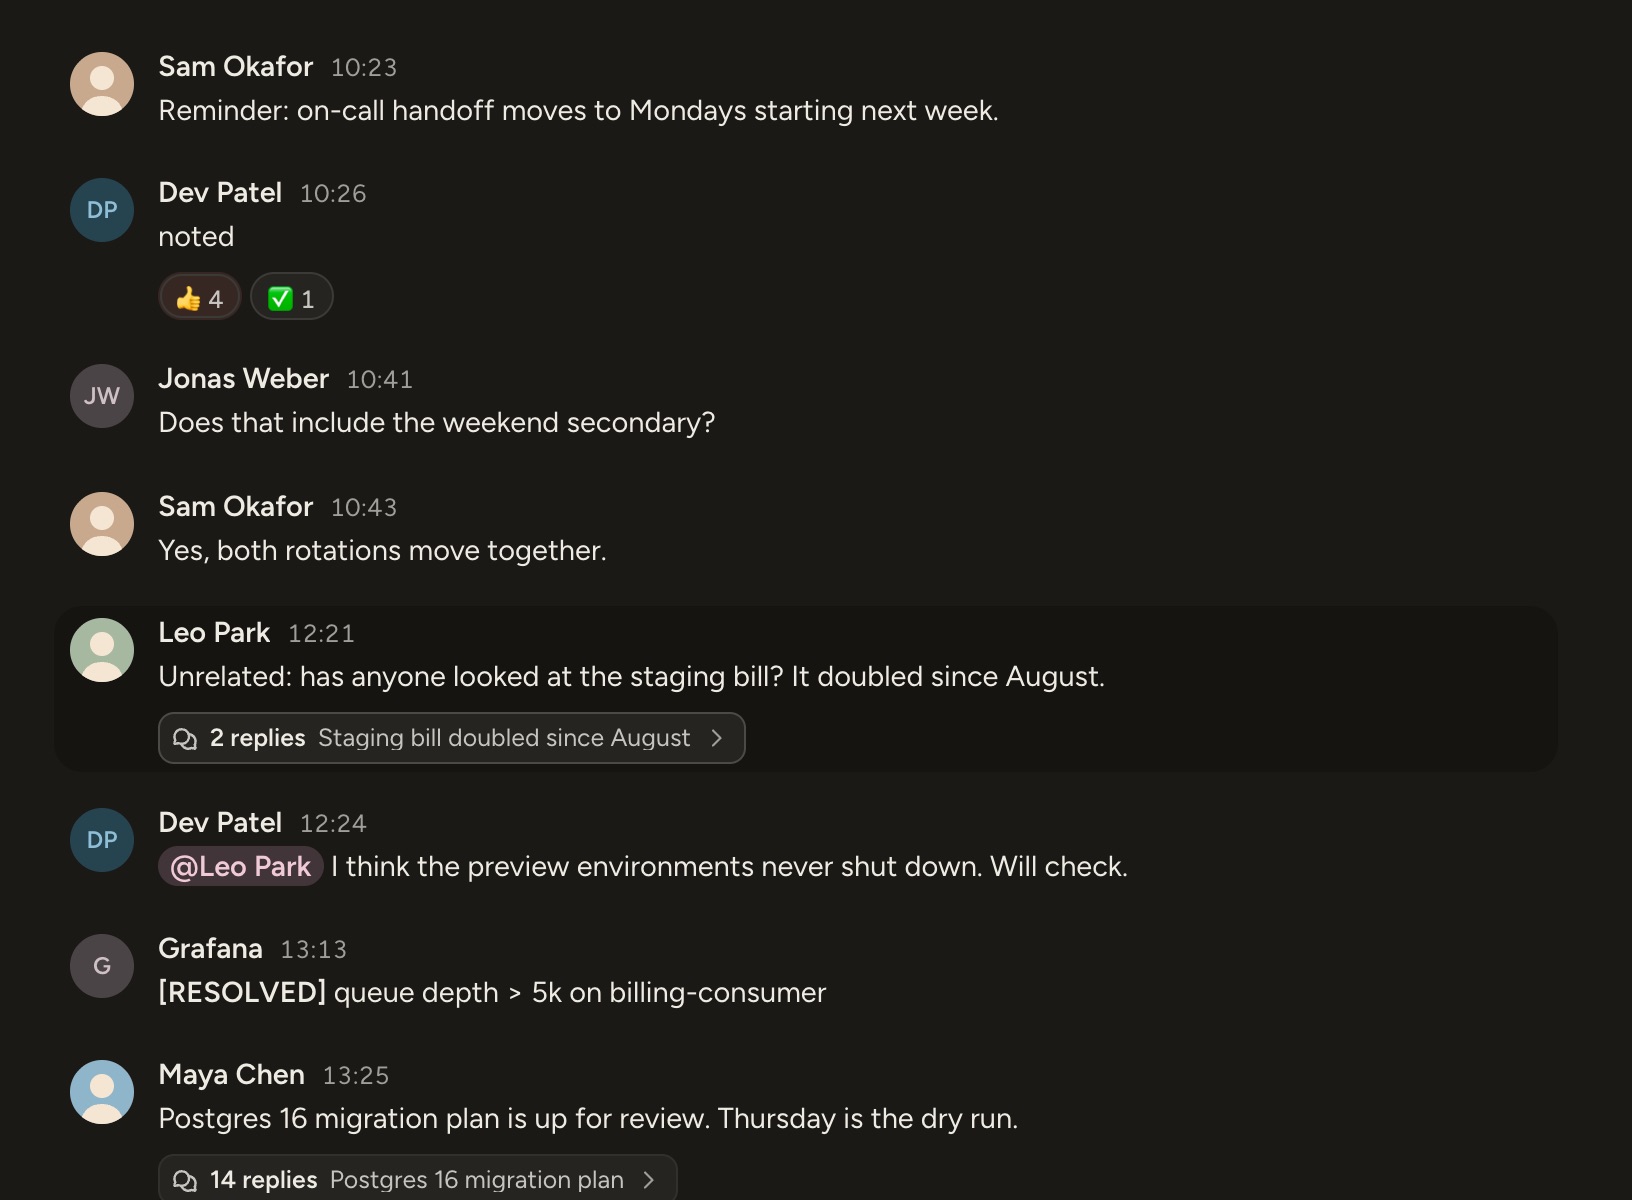 Sam Okafor 10:23
Reminder: on-call handoff moves to Mondays starting next week.
DP
Dev Patel 10:26
noted
👍 4 ✅ 1
JW
Jonas Weber 10:41
Does that include the weekend secondary?
Sam Okafor 10:43
Yes, both rotations move together.
Leo Park 12:21
Unrelated: has anyone looked at the staging bill? It doubled since August.
2 replies Staging bill doubled since August
DP
Dev Patel 12:24
@Leo Park I think the preview environments never shut down. Will check.
G
Grafana 13:13
[RESOLVED] queue depth > 5k on billing-consumer
Maya Chen 13:25
Postgres 16 migration plan is up for review. Thursday is the dry run.
14 replies Postgres 16 migration plan